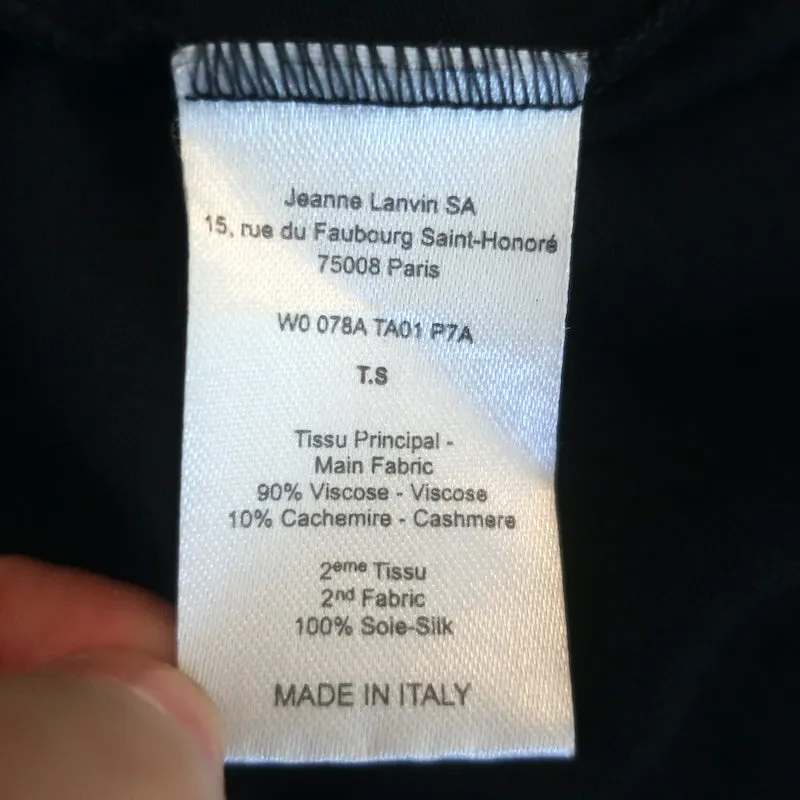 Jeanne Lanvin SA
15, rue du Faubourg Saint-Honoré
75008 Paris
W0 078A TA01 P7A
T.S
Tissu Principal -
Main Fabric
90% Viscose - Viscose
10% Cachemire - Cashmere
2eme Tissu
2nd Fabric
100% Soie-Silk
MADE IN ITALY